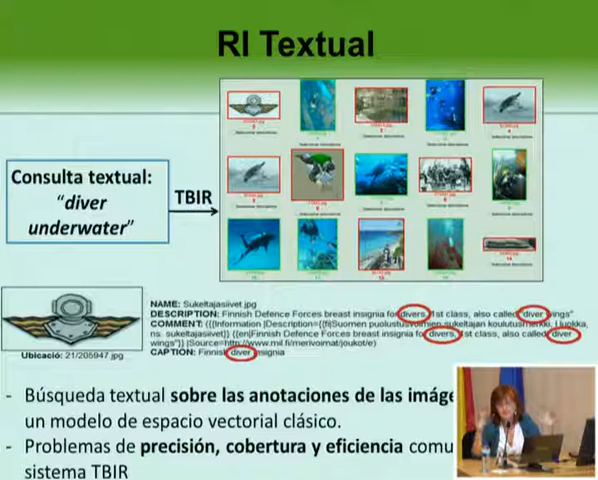 RI Textual
Consulta textual:
“diver
underwater”
TBIR
NAME: Sukeltajasiivet.jpg
DESCRIPTION: Finnish Defence Forces breast insignia for divers, 1st class, also called "diver wings"
COMMENT: ({{Information |Description={{fi|Suomen puolustusvoimien sukeltajan koulutusmerkki, I luokka,
ns. sukeltajasiivet}} {{en|Finnish Defence Forces breast insignia for divers, 1st class, also called "diver
wings"}} |Source=http://www.mil.fi/merivoimat/joukot/e)
CAPTION: Finnish diver insignia
Ubicació: 21/205947.jpg
- Búsqueda textual sobre las anotaciones de las imáge
un modelo de espacio vectorial clásico.
- Problemas de precisión, cobertura y eficiencia comu
sistema TBIR